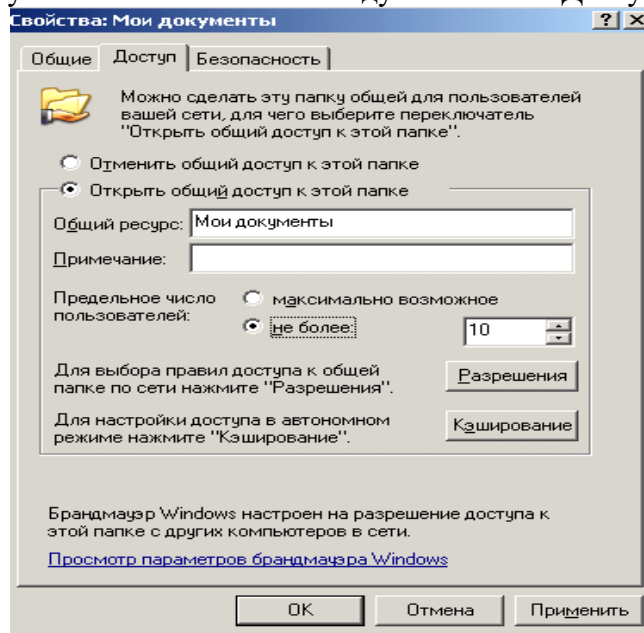 Свойства: Мои документы
Общие Доступ Безопасность
Можно сделать эту папку общей для пользователей
вашей сети, для чего выберите переключатель
"Открыть общий доступ к этой папке".
Отменить общий доступ к этой папке
Открыть общий доступ к этой папке
Общий ресурс: Мои документы
Примечание:
Предельное число
пользователей:
максимально возможное
не более: 10
Для выбора правил доступа к общей
папке по сети нажмите "Разрешения".
Разрешения
Для настройки доступа в автономном
режиме нажмите "Кэширование".
Кэширование
Брандмауэр Windows настроен на разрешение доступа к
этой папке с других компьютеров в сети.
Просмотр параметров брандмауэра Windows
OK Отмена Применить